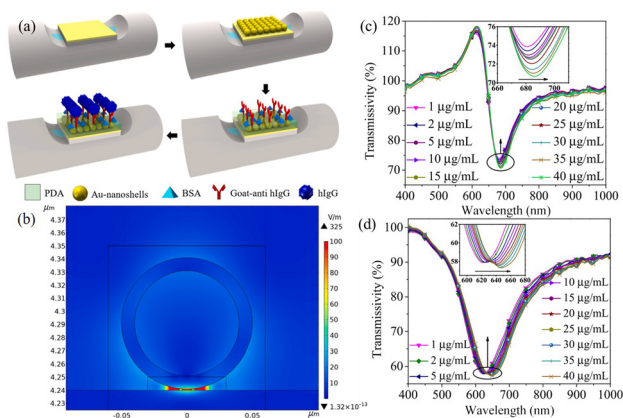 (a)
PDA
Au-nanoshells
BSA
Goat-anti hIgG
hIgG
(b)
μm
4.37
4.36
4.35
4.34
4.33
4.32
4.31
4.30
4.29
4.28
4.27
4.26
4.25
4.24
4.23
-0.05
0
0.05
μm
V/m
▲ 325
100
90
80
70
60
50
40
30
20
10
0
▼ 1.32×10⁻¹³
(c)
Transmissivity (%)
120
110
100
90
80
70
76
74
72
70
660
680
700
1 μg/mL
2 μg/mL
5 μg/mL
10 μg/mL
15 μg/mL
20 μg/mL
25 μg/mL
30 μg/mL
35 μg/mL
40 μg/mL
400 500 600 700 800 900 1000
Wavelength (nm)
(d)
Transmissivity (%)
100
90
80
70
60
62
60
58
600 620 640 660 680
1 μg/mL
2 μg/mL
5 μg/mL
10 μg/mL
15 μg/mL
20 μg/mL
25 μg/mL
30 μg/mL
35 μg/mL
40 μg/mL
400 500 600 700 800 900 1000
Wavelength (nm)